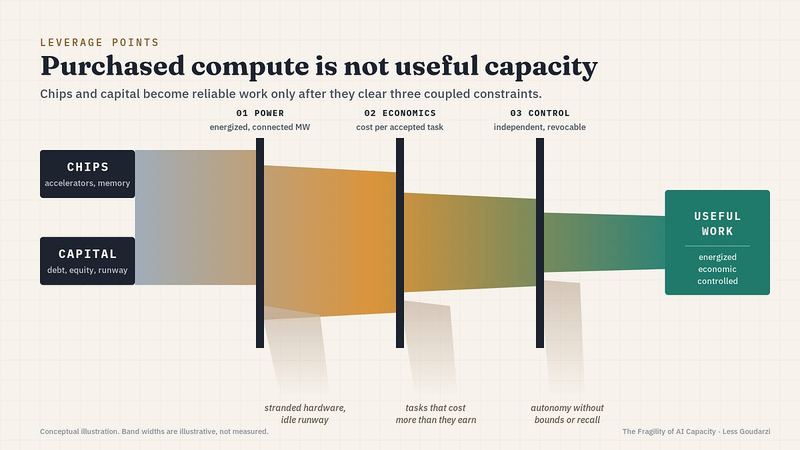 LEVERAGE POINTS
Purchased compute is not useful capacity
Chips and capital become reliable work only after they clear three coupled constraints.
01 POWER
energized, connected MW
02 ECONOMICS
cost per accepted task
03 CONTROL
independent, revocable
CHIPS
accelerators, memory
CAPITAL
debt, equity, runway
USEFUL
WORK
energized
economic
controlled
stranded hardware,
idle runway
tasks that cost
more than they earn
autonomy without
bounds or recall
Conceptual illustration. Band widths are illustrative, not measured.
The Fragility of AI Capacity · Less Goudarzi